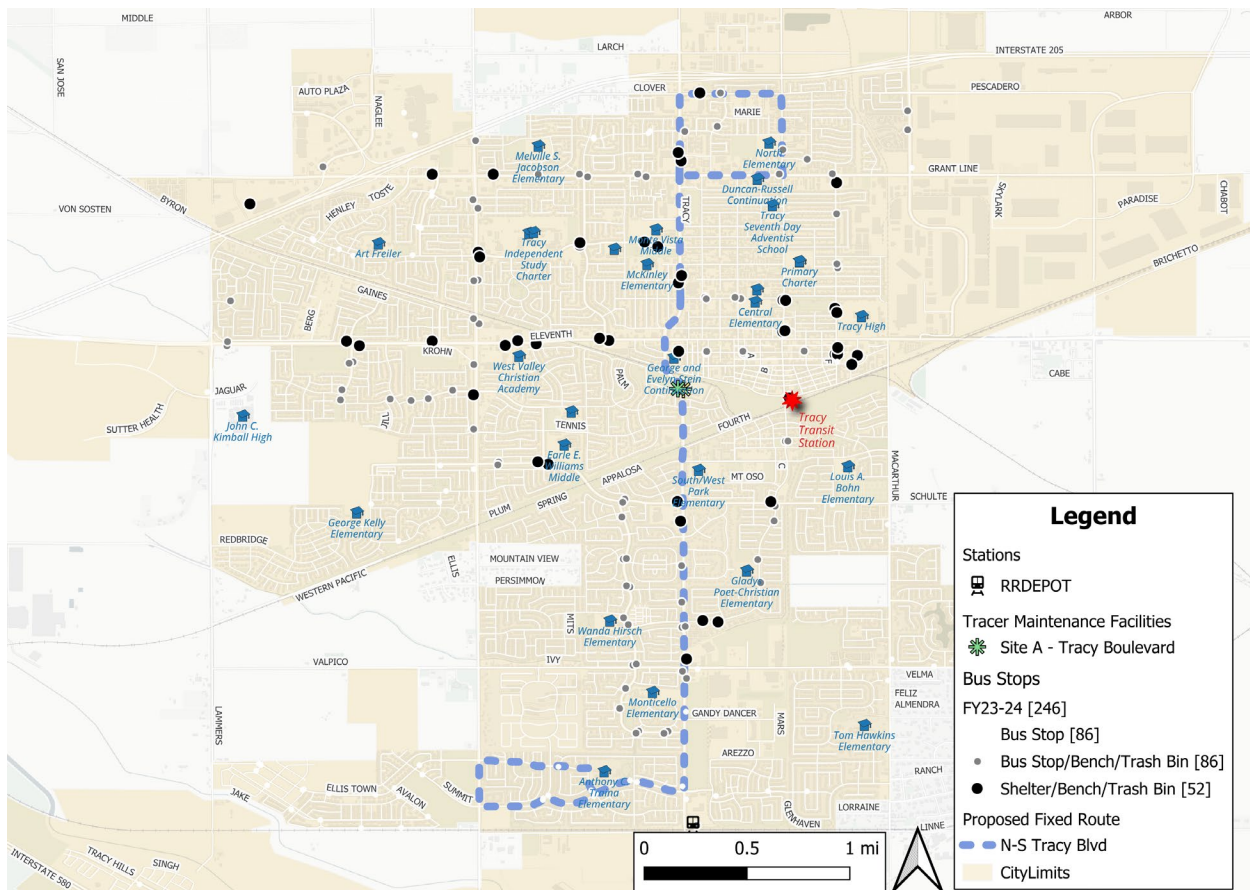 MIDDLE
ARBOR
LARCH
INTERSTATE 205
SAN JOSE
AUTO PLAZA
NAGLEE
CLOVER
MARIE
PESCADERO
Melville S.
Jacobson
Elementary
North
Elementary
GRANT LINE
Duncan-Russell
Continuation
SKYLARK
CHABOT
VON SOSTEN
BYRON
HENLEY
TOSTE
TRACY
PARADISE
Tracy
Seventh Day
Adventist
School
Art Freiler
Tracy
Independent
Study
Charter
Monte Vista
Middle
McKinley
Elementary
Primary
Charter
BRICHETTO
GAINES
BERG
Central
Elementary
Tracy High
KROHN
ELEVENTH
West Valley
Christian
Academy
PALM
George and
Evelyn Stein
Continuation
A
B
F
CABE
JAGUAR
SUTTER HEALTH
John C.
Kimball High
JILL
TENNIS
FOURTH
Tracy
Transit
Station
Earle E.
Williams
Middle
APPALOSA
SPRING
PLUM
South/West
Park
Elementary
MT OSO
C
Louis A.
Bohn
Elementary
MACARTHUR
SCHULTE
George Kelly
Elementary
REDBRIDGE
WESTERN PACIFIC
ELLIS
MOUNTAIN VIEW
PERSIMMON
Gladys
Poet-Christian
Elementary
MITS
Wanda Hirsch
Elementary
VALPICO
IVY
VELMA
FELIZ
ALMENDRA
LAMMERS
Monticello
Elementary
GANDY DANCER
MARS
Tom Hawkins
Elementary
AREZZO
RANCH
JAKE
ELLIS TOWN
AVALON
SUMMIT
Anthony C.
Traina
Elementary
GLENHAVEN
LORRAINE
LINNE
TRACY HILLS
SINGH
INTERSTATE 580
0 0.5 1 mi
Legend
Stations
RRDEPOT
Tracer Maintenance Facilities
Site A - Tracy Boulevard
Bus Stops
FY23-24 [246]
Bus Stop [86]
Bus Stop/Bench/Trash Bin [86]
Shelter/Bench/Trash Bin [52]
Proposed Fixed Route
N-S Tracy Blvd
CityLimits